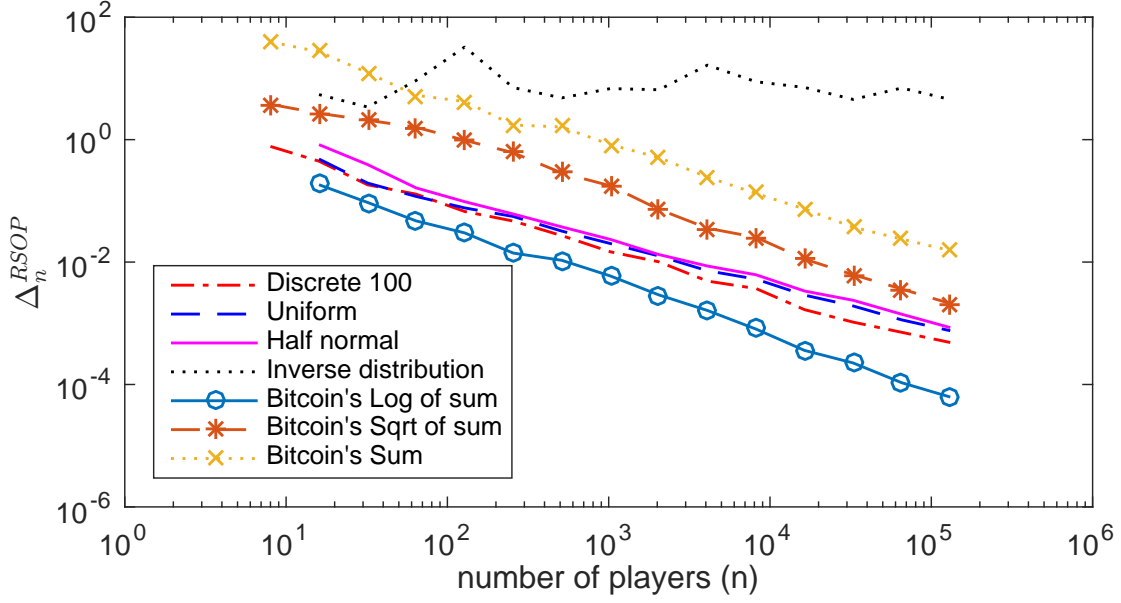 10^2
10^0
10^-2
10^-4
10^-6
Δ_n^RSOP
Discrete 100
Uniform
Half normal
Inverse distribution
Bitcoin's Log of sum
Bitcoin's Sqrt of sum
Bitcoin's Sum
10^0 10^1 10^2 10^3 10^4 10^5 10^6
number of players (n)